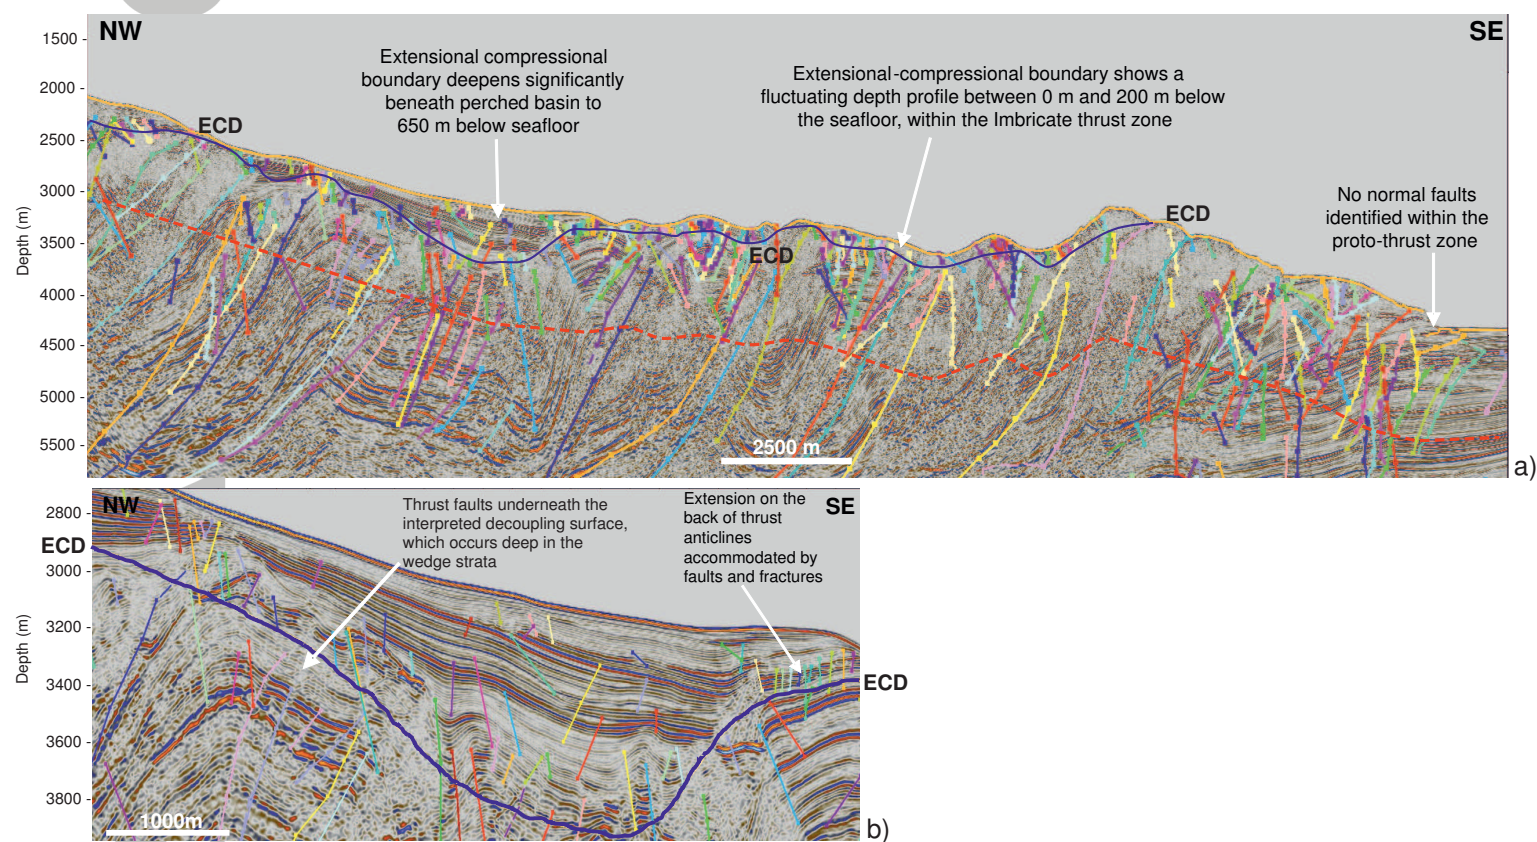 NW
SE
1500
2000
2500
3000
3500
4000
4500
5000
5500
Depth (m)
Extensional compressional
boundary deepens significantly
beneath perched basin to
650 m below seafloor
Extensional-compressional boundary shows a
fluctuating depth profile between 0 m and 200 m below
the seafloor, within the Imbricate thrust zone
No normal faults
identified within the
proto-thrust zone
ECD
ECD
ECD
2500 m
a)
NW
SE
2800
3000
3200
3400
3600
3800
Depth (m)
ECD
Thrust faults underneath the
interpreted decoupling surface,
which occurs deep in the
wedge strata
Extension on the
back of thrust
anticlines
accommodated by
faults and fractures
ECD
1000m
b)